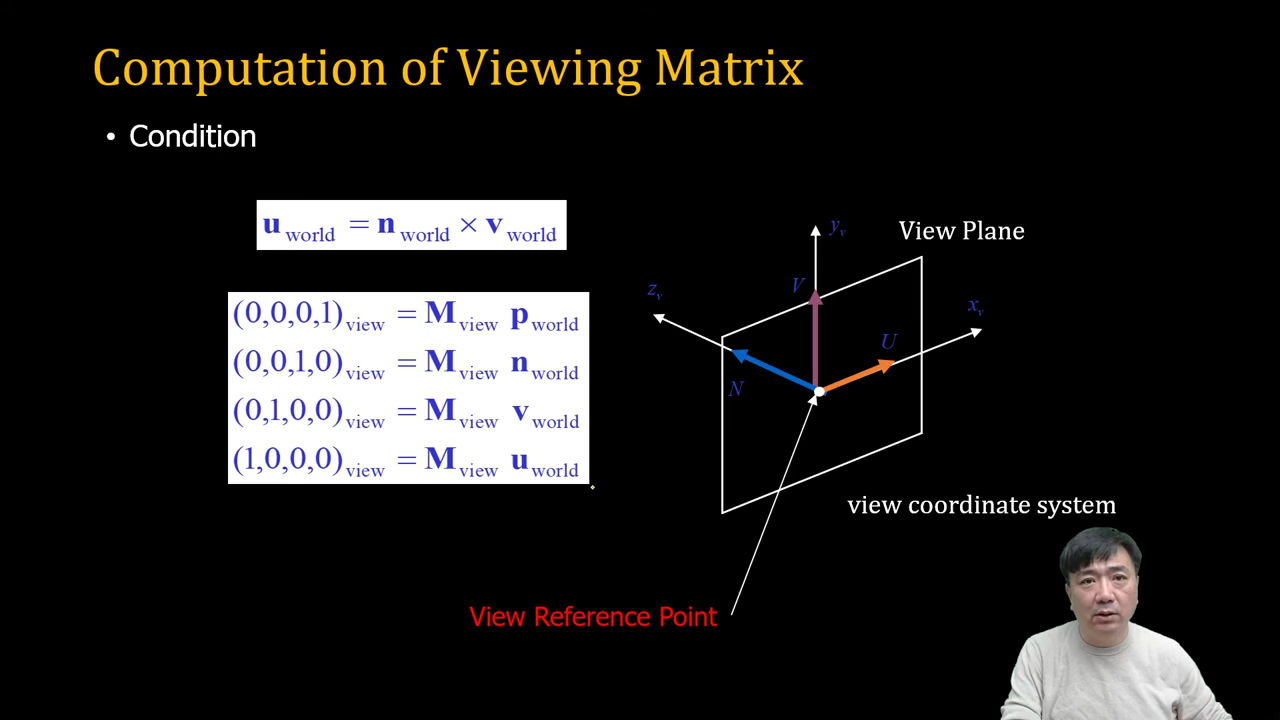 Computation of Viewing Matrix
• Condition
u world = n world × v world
(0,0,0,1) view = M view p world
(0,0,1,0) view = M view n world
(0,1,0,0) view = M view v world
(1,0,0,0) view = M view u world
y v
View Plane
z v
V
x v
U
N
view coordinate system
View Reference Point